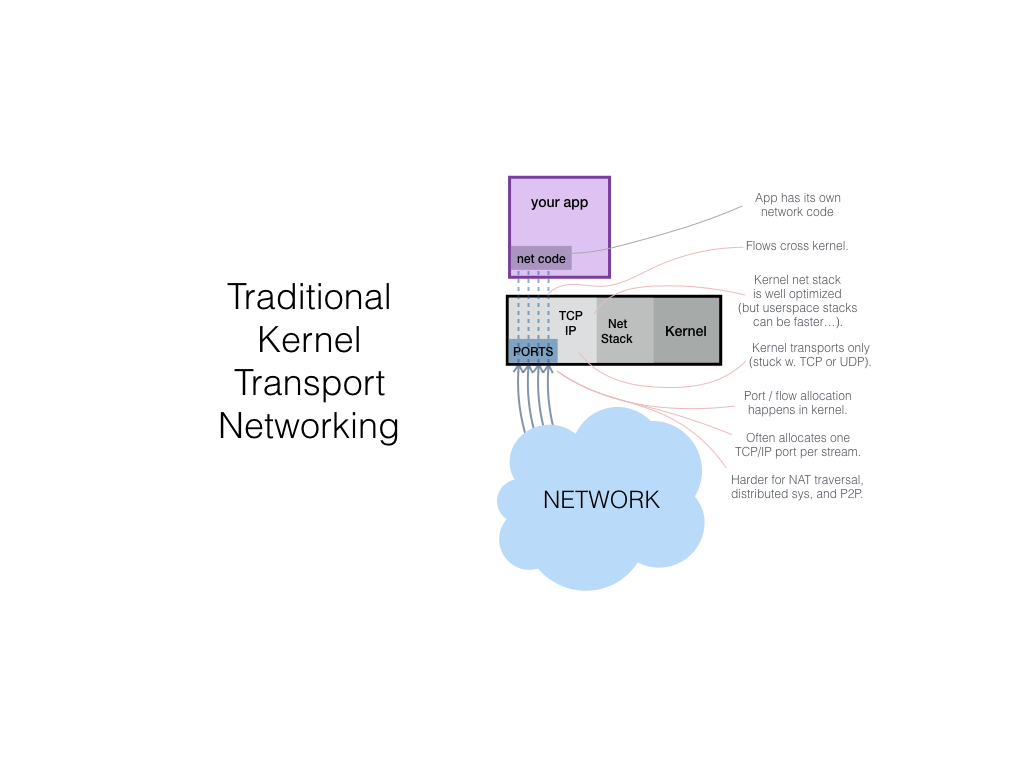 Traditional
Kernel
Transport
Networking
your app
net code
TCP
IP
Net
Stack
Kernel
PORTS
NETWORK
App has its own
network code
Flows cross kernel.
Kernel net stack
is well optimized
(but userspace stacks
can be faster…).
Kernel transports only
(stuck w. TCP or UDP).
Port / flow allocation
happens in kernel.
Often allocates one
TCP/IP port per stream.
Harder for NAT traversal,
distributed sys, and P2P.